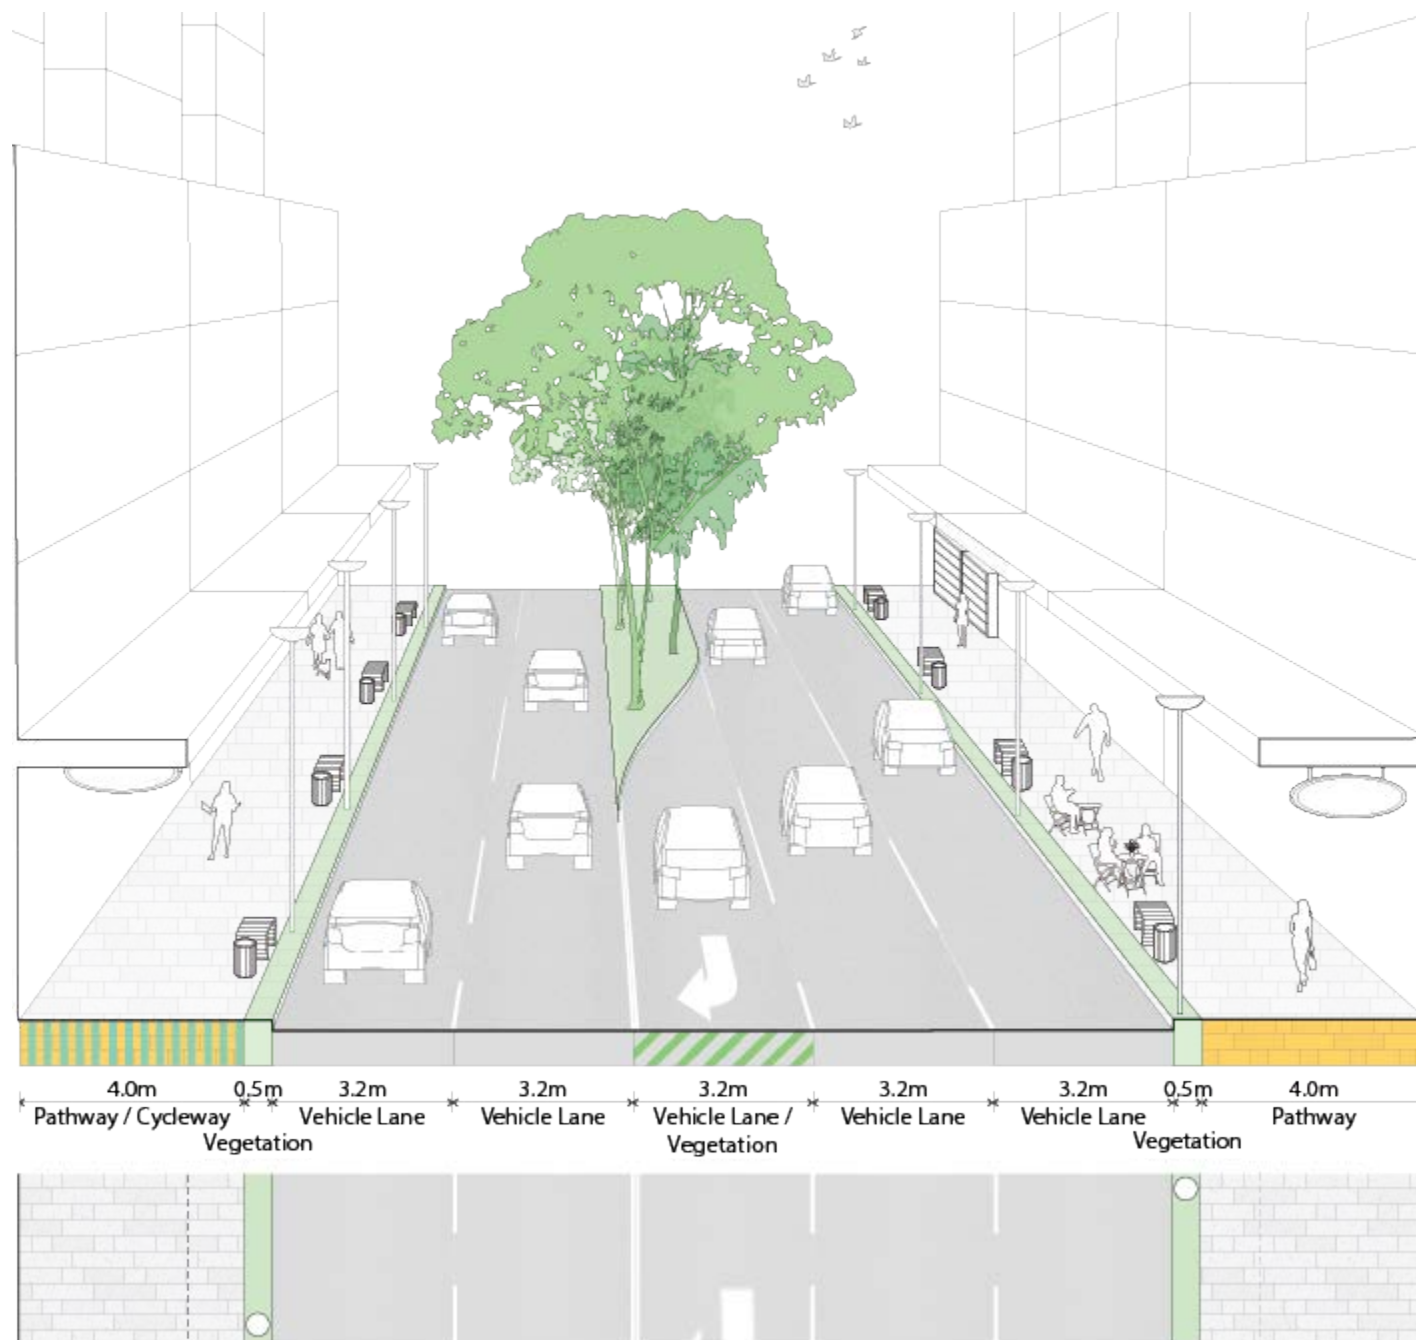 4.0m 0.5m 3.2m 3.2m 3.2m 3.2m 3.2m 0.5m 4.0m
Pathway / Cycleway Vehicle Lane Vehicle Lane Vehicle Lane / Vehicle Lane Vehicle Lane Pathway
Vegetation Vegetation Vegetation